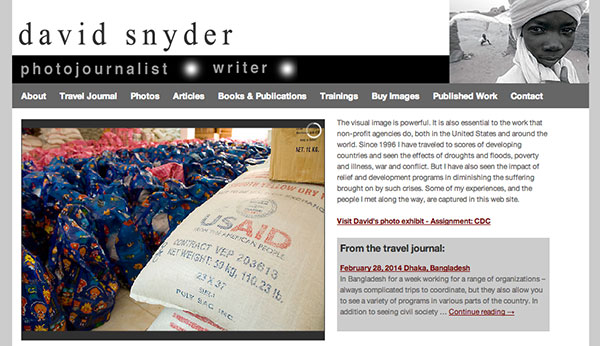 david snyder
photojournalist writer
About Travel Journal Photos Articles Books & Publications Trainings Buy Images Published Work Contact
NET WT. 10 KG.
YELLOW DRY
EXCHANGE
USAID
FROM THE AMERICAN PEOPLE
CONTRACT VEP 203613
NET WEIGHT: 50 kg, 110.23 lb.
23 X 37
POLY SAC INC
The visual image is powerful. It is also essential to the work that
non-profit agencies do, both in the United States and around the
world. Since 1996 I have traveled to scores of developing
countries and seen the effects of droughts and floods, poverty
and illness, war and conflict. But I have also seen the impact of
relief and development programs in diminishing the suffering
brought on by such crises. Some of my experiences, and the
people I met along the way, are captured in this web site.
Visit David's photo exhibit - Assignment: CDC
From the travel journal:
February 28, 2014 Dhaka, Bangladesh
In Bangladesh for a week working for a range of organizations –
always complicated trips to coordinate, but they also allow you
to see a variety of programs in various parts of the country. In
addition to seeing civil society … Continue reading →